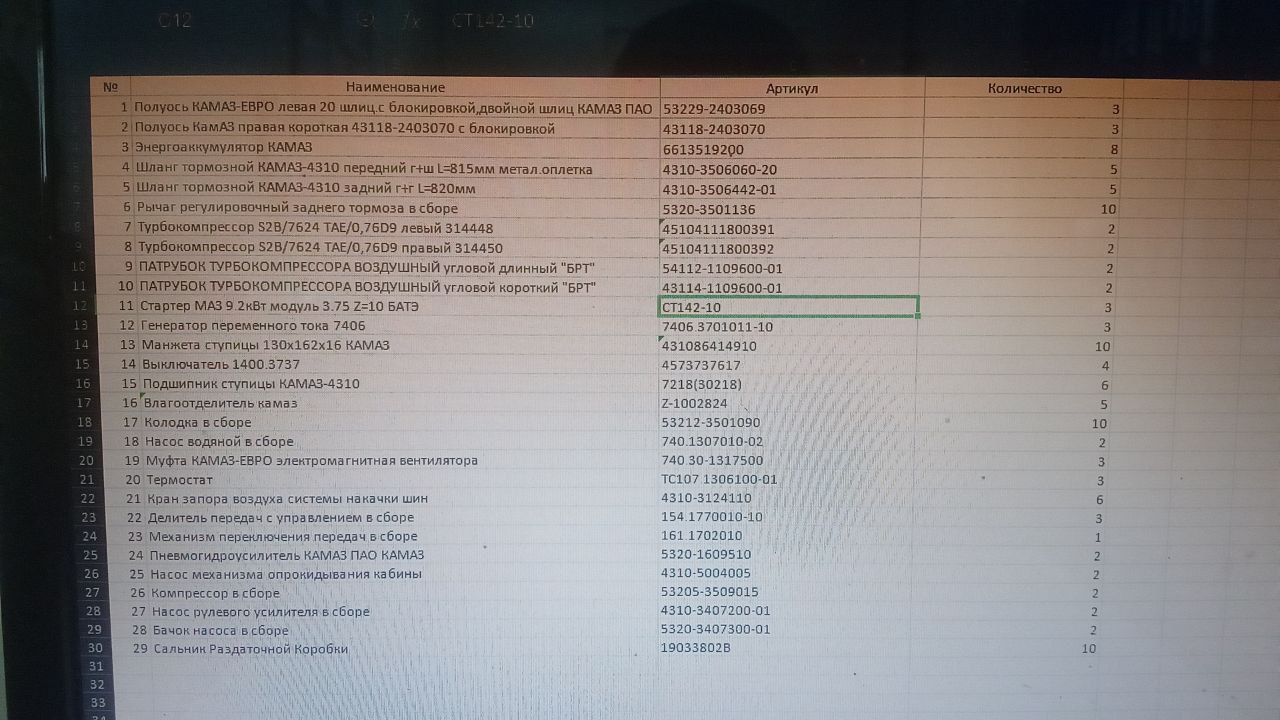 C12 fx СТ142-10
№ Наименование Артикул Количество
1 Полуось КАМАЗ-ЕВРО левая 20 шлиц.с блокировкой,двойной шлиц КАМАЗ ПАО 53229-2403069 3
2 Полуось КамАЗ правая короткая 43118-2403070 с блокировкой 43118-2403070 3
3 Энергоаккумулятор КАМАЗ 6613519200 8
5 4 Шланг тормозной КАМАЗ-4310 передний г+ш L=815мм метал.оплетка 4310-3506060-20 5
6 5 Шланг тормозной КАМАЗ-4310 задний г+г L=820мм 4310-3506442-01 5
7 6 Рычаг регулировочный заднего тормоза в сборе 5320-3501136 10
8 7 Турбокомпрессор S2B/7624 TAE/0,76D9 левый 314448 45104111800391 2
9 8 Турбокомпрессор S2B/7624 TAE/0,76D9 правый 314450 45104111800392 2
10 9 ПАТРУБОК ТУРБОКОМПРЕССОРА ВОЗДУШНЫЙ угловой длинный "БРТ" 54112-1109600-01 2
11 10 ПАТРУБОК ТУРБОКОМПРЕССОРА ВОЗДУШНЫЙ угловой короткий "БРТ" 43114-1109600-01 2
12 11 Стартер МАЗ 9.2кВт модуль 3.75 Z=10 БАТЭ СТ142-10 3
13 12 Генератор переменного тока 7406 7406.3701011-10 3
14 13 Манжета ступицы 130х162х16 КАМАЗ 431086414910 10
15 14 Выключатель 1400.3737 4573737617 4
16 15 Подшипник ступицы КАМАЗ-4310 7218(30218) 6
17 16 Влагоотделитель камаз Z-1002824 5
18 17 Колодка в сборе 53212-3501090 10
19 18 Насос водяной в сборе 740.1307010-02 2
20 19 Муфта КАМАЗ-ЕВРО электромагнитная вентилятора 740.30-1317500 3
21 20 Термостат ТС107.1306100-01 3
22 21 Кран запора воздуха системы накачки шин 4310-3124110 6
23 22 Делитель передач с управлением в сборе 154.1770010-10 3
24 23 Механизм переключения передач в сборе 161.1702010 1
25 24 Пневмогидроусилитель КАМАЗ ПАО КАМАЗ 5320-1609510 2
26 25 Насос механизма опрокидывания кабины 4310-5004005 2
27 26 Компрессор в сборе 53205-3509015 2
28 27 Насос рулевого усилителя в сборе 4310-3407200-01 2
29 28 Бачок насоса в сборе 5320-3407300-01 2
30 29 Сальник Раздаточной Коробки 19033802В 10
31
32
33
34